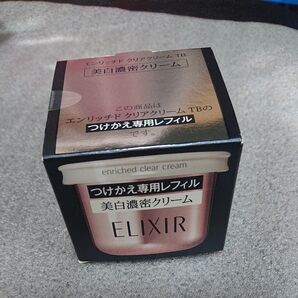 エンリッチド クリアクリーム TB
美白濃密クリーム
この商品は
エンリッチド クリアクリーム TBの
つけかえ専用レフィル
です。
enriched clear cream
つけかえ専用レフィル
美白濃密クリーム
ELIXIR